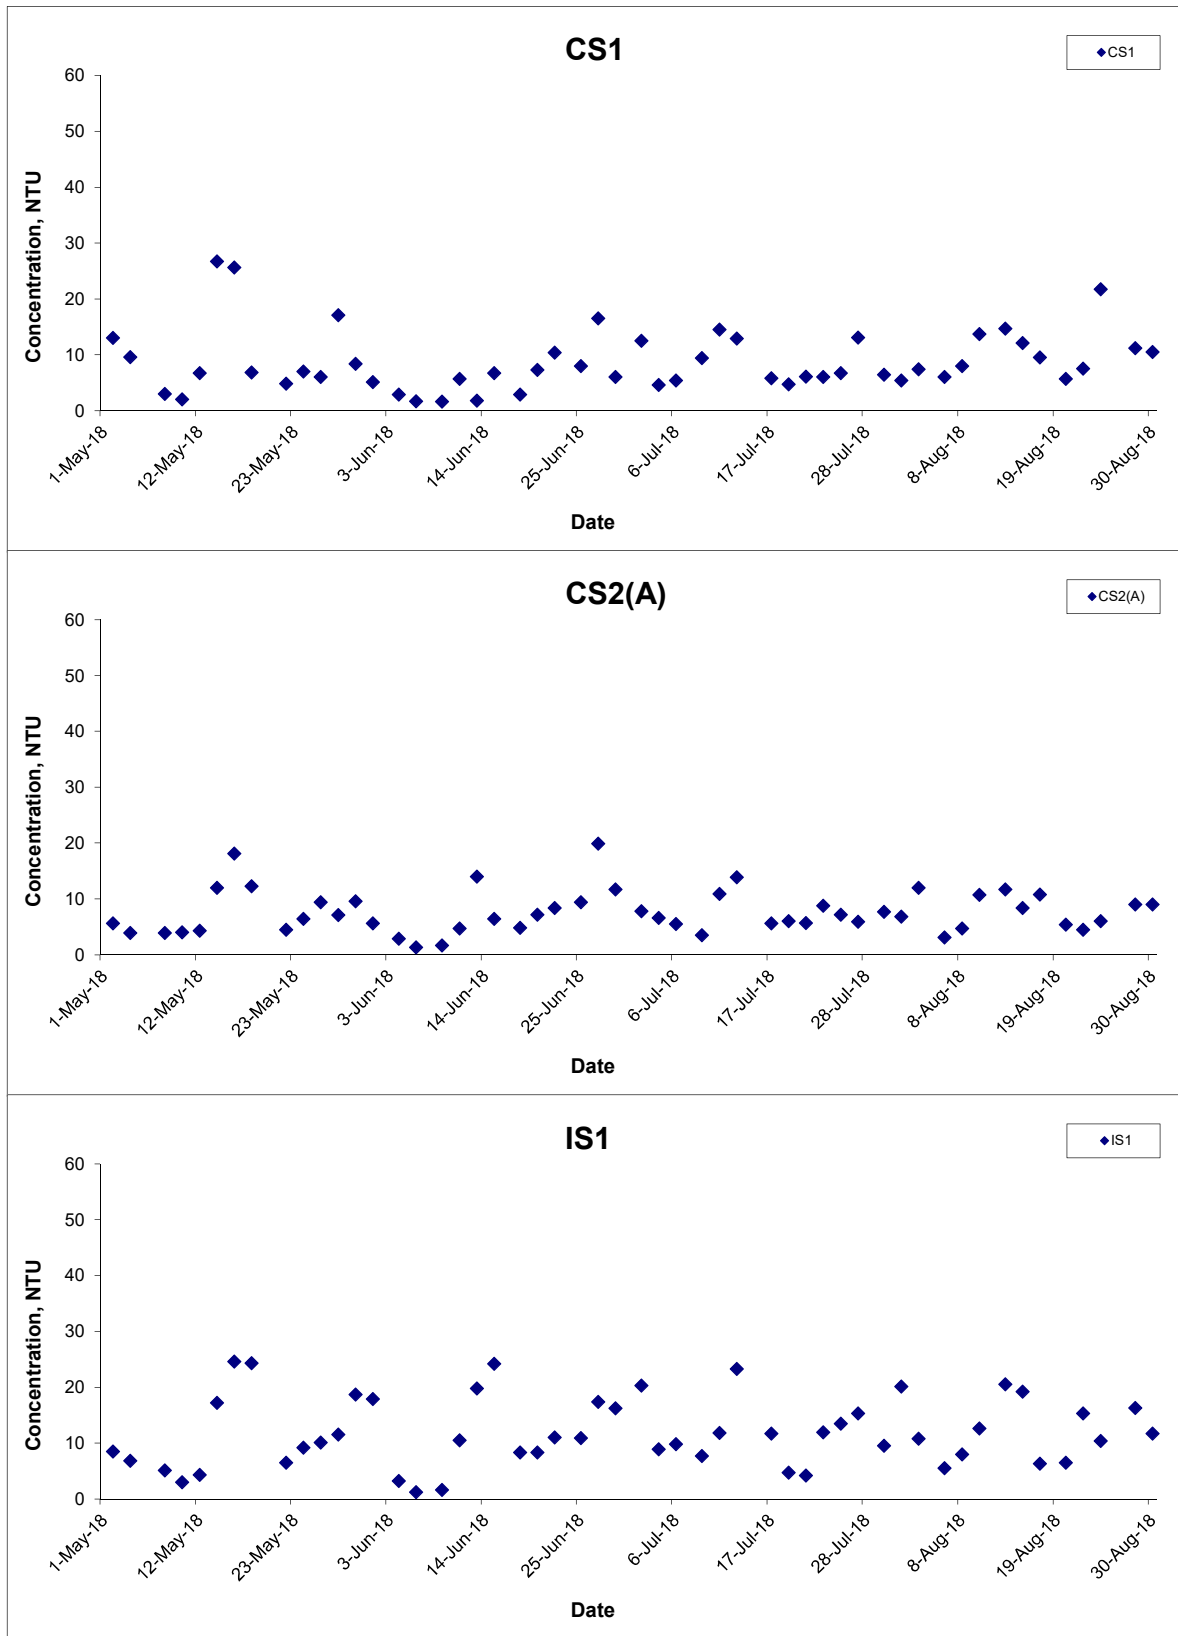 CS1
CS1
60
50
40
30
20
10
0
Concentration, NTU
1-May-18
12-May-18
23-May-18
3-Jun-18
14-Jun-18
25-Jun-18
6-Jul-18
17-Jul-18
28-Jul-18
8-Aug-18
19-Aug-18
30-Aug-18
Date
CS2(A)
CS2(A)
60
50
40
30
20
10
0
Concentration, NTU
1-May-18
12-May-18
23-May-18
3-Jun-18
14-Jun-18
25-Jun-18
6-Jul-18
17-Jul-18
28-Jul-18
8-Aug-18
19-Aug-18
30-Aug-18
Date
IS1
IS1
60
50
40
30
20
10
0
Concentration, NTU
1-May-18
12-May-18
23-May-18
3-Jun-18
14-Jun-18
25-Jun-18
6-Jul-18
17-Jul-18
28-Jul-18
8-Aug-18
19-Aug-18
30-Aug-18
Date